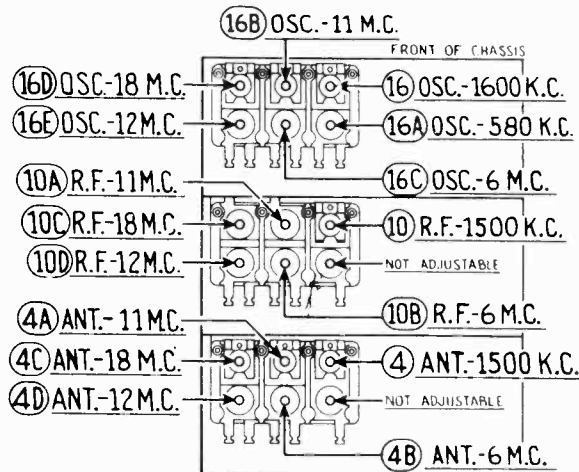 16B OSC.-11 M.C.
FRONT OF CHASSIS
16D OSC.-18 M.C.
16 OSC.-1600 K.C.
16E OSC.-12M.C.
16A OSC.-580 K.C.
10A R.F.-11M.C.
16C OSC.-6 M.C.
10C R.F.-18 M.C.
10 R.F.-1500 K.C.
10D R.F.-12M.C.
NOT ADJUSTABLE
4A ANT.-11M.C.
10B R.F.-6 M.C.
4C ANT.-18 M.C.
4 ANT.-1500 K.C.
4D ANT.-12M.C.
NOT ADJUSTABLE
4B ANT.-6 M.C.